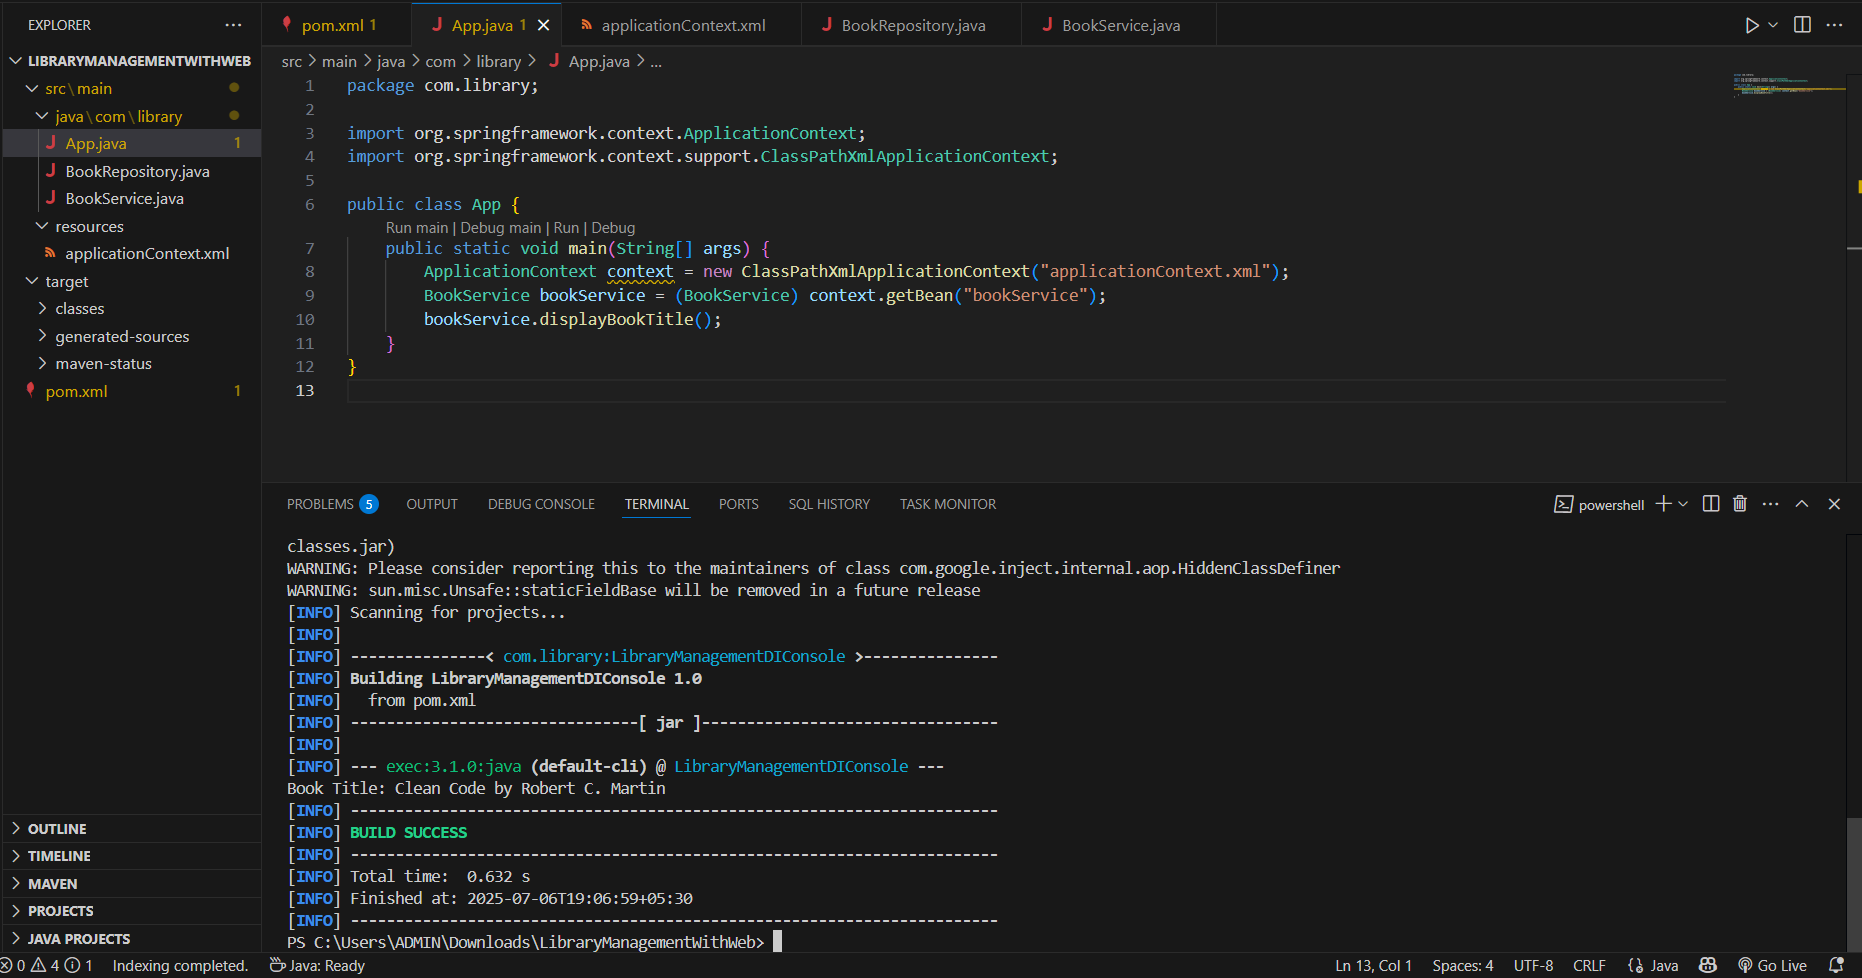 EXPLORER
LIBRARYMANAGEMENTWITHWEB
src\main
java\com\library
App.java 1
BookRepository.java
BookService.java
resources
applicationContext.xml
target
classes
generated-sources
maven-status
pom.xml 1
OUTLINE
TIMELINE
MAVEN
PROJECTS
JAVA PROJECTS
pom.xml 1
App.java 1
applicationContext.xml
BookRepository.java
BookService.java
src > main > java > com > library > App.java > ...
1 package com.library;
2
3 import org.springframework.context.ApplicationContext;
4 import org.springframework.context.support.ClassPathXmlApplicationContext;
5
6 public class App {
Run main | Debug main | Run | Debug
7 public static void main(String[] args) {
8 ApplicationContext context = new ClassPathXmlApplicationContext("applicationContext.xml");
9 BookService bookService = (BookService) context.getBean("bookService");
10 bookService.displayBookTitle();
11 }
12 }
13
PROBLEMS 5 OUTPUT DEBUG CONSOLE TERMINAL PORTS SQL HISTORY TASK MONITOR
powershell
classes.jar)
WARNING: Please consider reporting this to the maintainers of class com.google.inject.internal.aop.HiddenClassDefiner
WARNING: sun.misc.Unsafe::staticFieldBase will be removed in a future release
[INFO] Scanning for projects...
[INFO]
[INFO] ---------------< com.library:LibraryManagementDIConsole >---------------
[INFO] Building LibraryManagementDIConsole 1.0
[INFO]   from pom.xml
[INFO] --------------------------------[ jar ]---------------------------------
[INFO]
[INFO] --- exec:3.1.0:java (default-cli) @ LibraryManagementDIConsole ---
Book Title: Clean Code by Robert C. Martin
[INFO] ------------------------------------------------------------------------
[INFO] BUILD SUCCESS
[INFO] ------------------------------------------------------------------------
[INFO] Total time:  0.632 s
[INFO] Finished at: 2025-07-06T19:06:59+05:30
[INFO] ------------------------------------------------------------------------
PS C:\Users\ADMIN\Downloads\LibraryManagementWithWeb>
0 4 1 Indexing completed. Java: Ready Ln 13, Col 1 Spaces: 4 UTF-8 CRLF Java Go Live